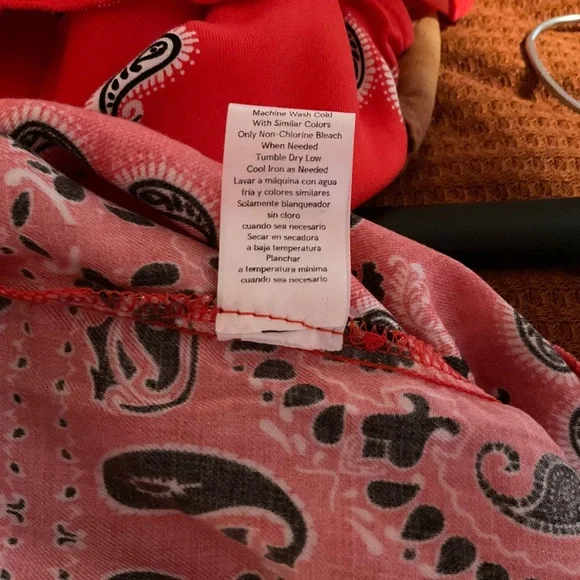 Machine Wash Cold
With Similar Colors
Only Non-Chlorine Bleach
When Needed
Tumble Dry Low
Cool Iron as Needed
Lavar a máquina con agua
fría y colores similares
Solamente blanqueador
sin cloro
cuando sea necesario
Secar en secadora
a baja temperatura
Planchar
a temperatura mínima
cuando sea necesario